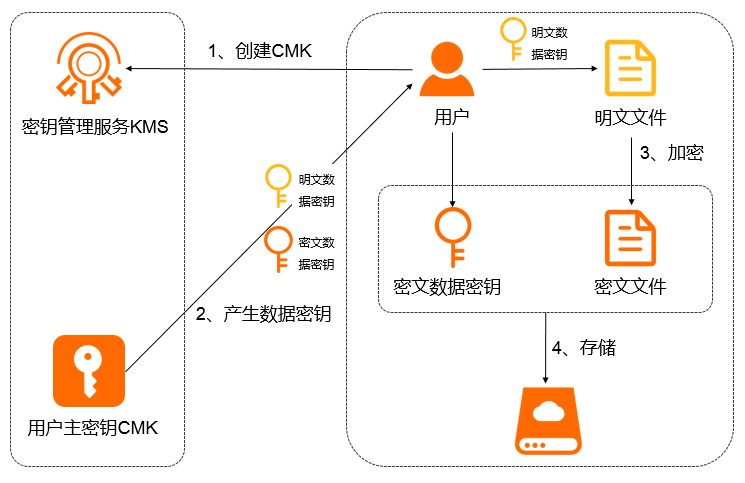 1、创建CMK
明文数
据密钥
密钥管理服务KMS
用户
明文文件
3、加密
明文数
据密钥
密文数
据密钥
2、产生数据密钥
密文数据密钥
密文文件
4、存储
用户主密钥CMK